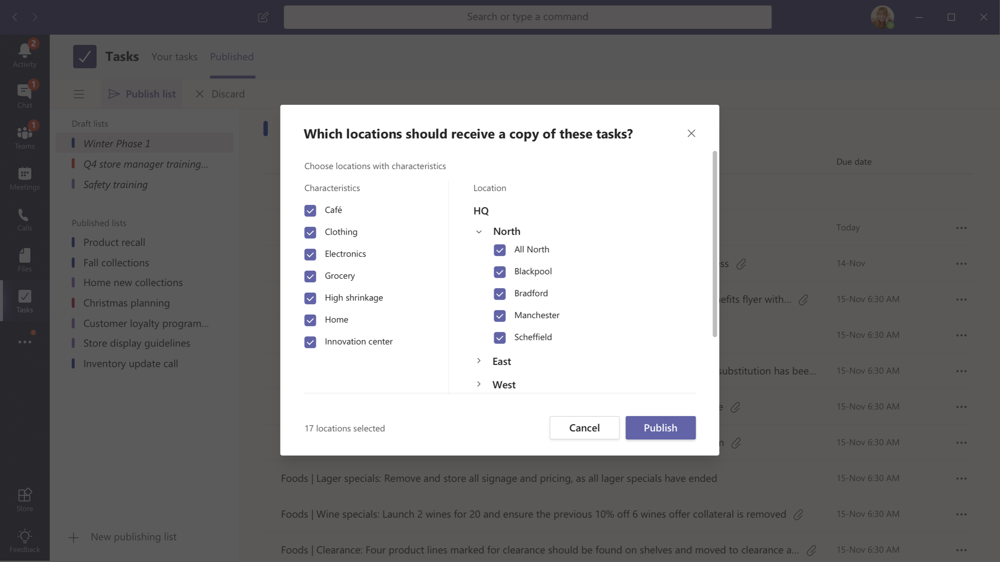 Search or type a command
2
Activity
1
Chat
1
Teams
Meetings
Calls
Files
Tasks
Store
Feedback
Tasks
Your tasks
Published
Publish list
Discard
Draft lists
Winter Phase 1
Q4 store manager training...
Safety training
Published lists
Product recall
Fall collections
Home new collections
Christmas planning
Customer loyalty program...
Store display guidelines
Inventory update call
New publishing list
Which locations should receive a copy of these tasks?
Choose locations with characteristics
Characteristics
Café
Clothing
Electronics
Grocery
High shrinkage
Home
Innovation center
Location
HQ
North
All North
Blackpool
Bradford
Manchester
Scheffield
East
West
17 locations selected
Cancel
Publish
Due date
Today
14-Nov
flyer with...
15-Nov 6:30 AM
15-Nov 6:30 AM
substitution has bee...
15-Nov 6:30 AM
15-Nov 6:30 AM
15-Nov 6:30 AM
Foods | Lager specials: Remove and store all signage and pricing, as all lager specials have ended
15-Nov 6:30 AM
Foods | Wine specials: Launch 2 wines for 20 and ensure the previous 10% off 6 wines offer collateral is removed
15-Nov 6:30 AM
Foods | Clearance: Four product lines marked for clearance should be found on shelves and moved to clearance a...
15-Nov 6:30 AM